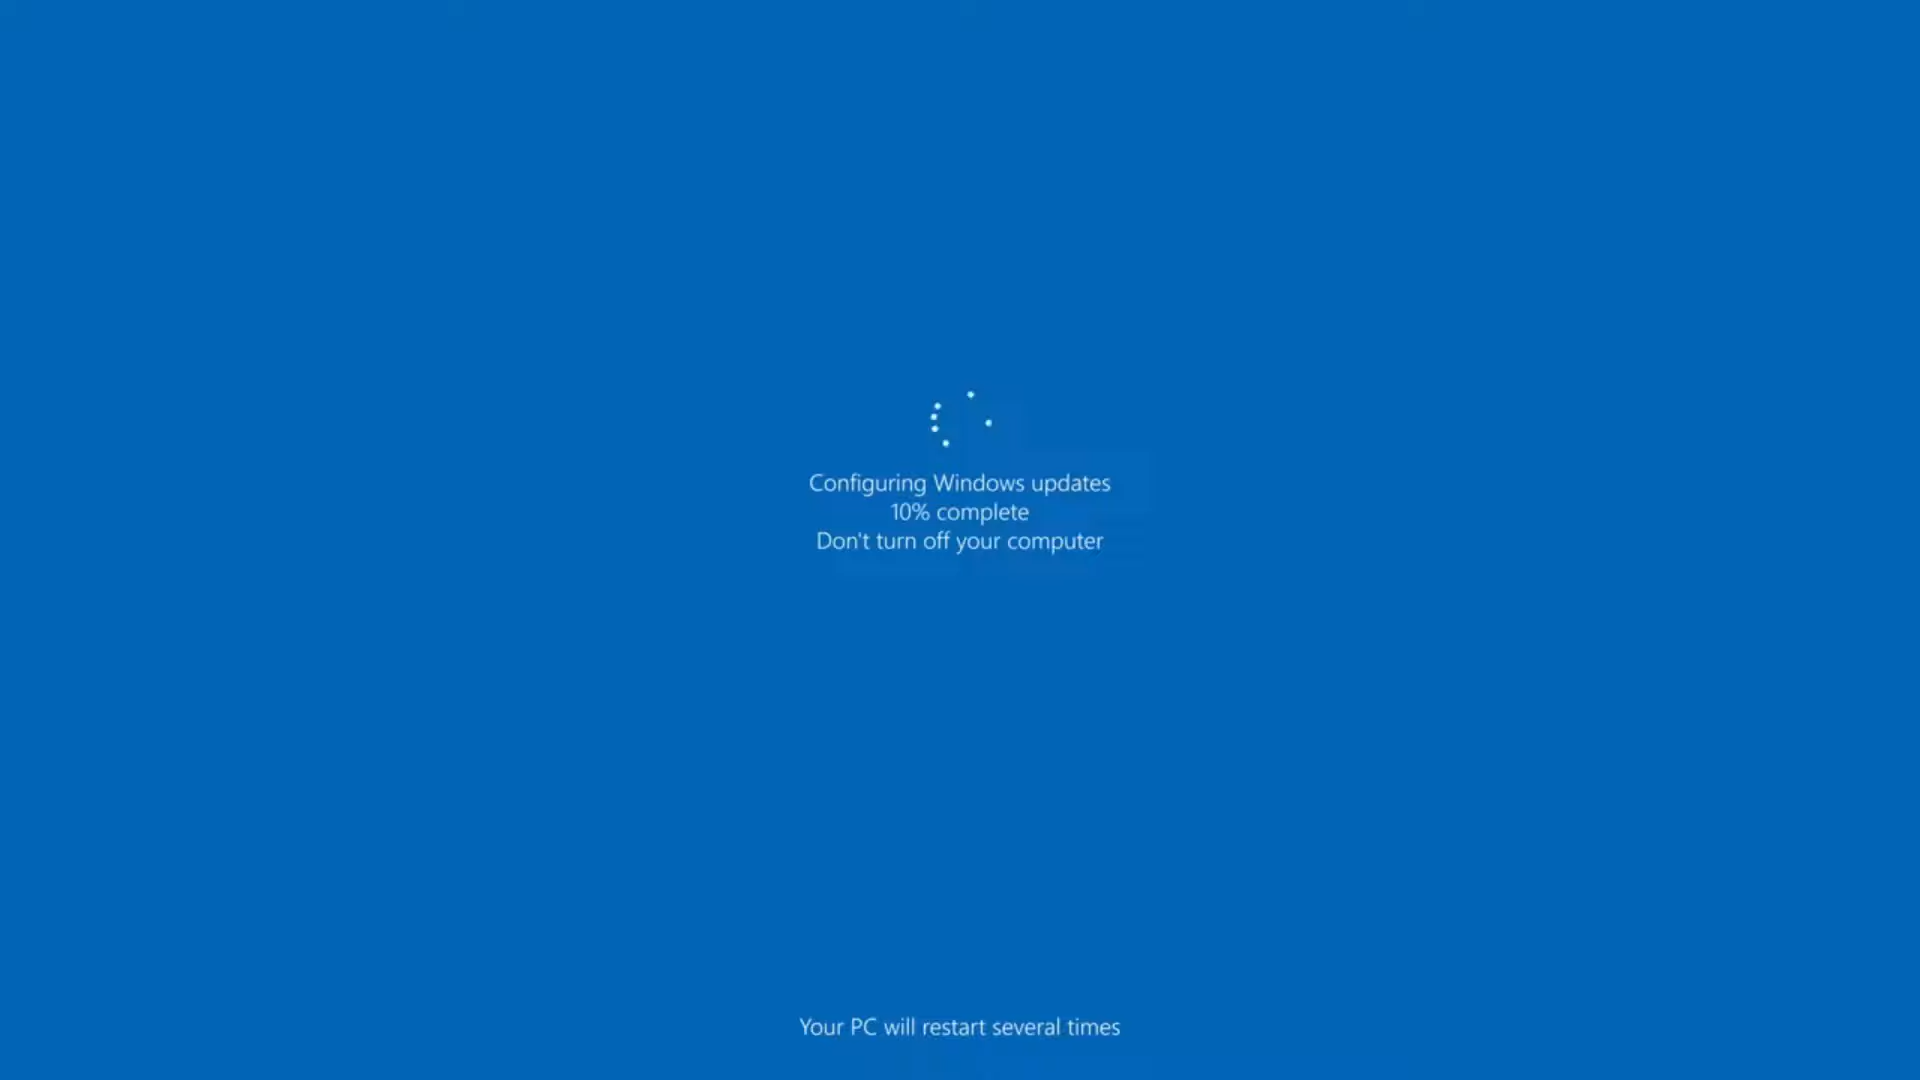 Configuring Windows updates
10% complete
Don't turn off your computer
Your PC will restart several times